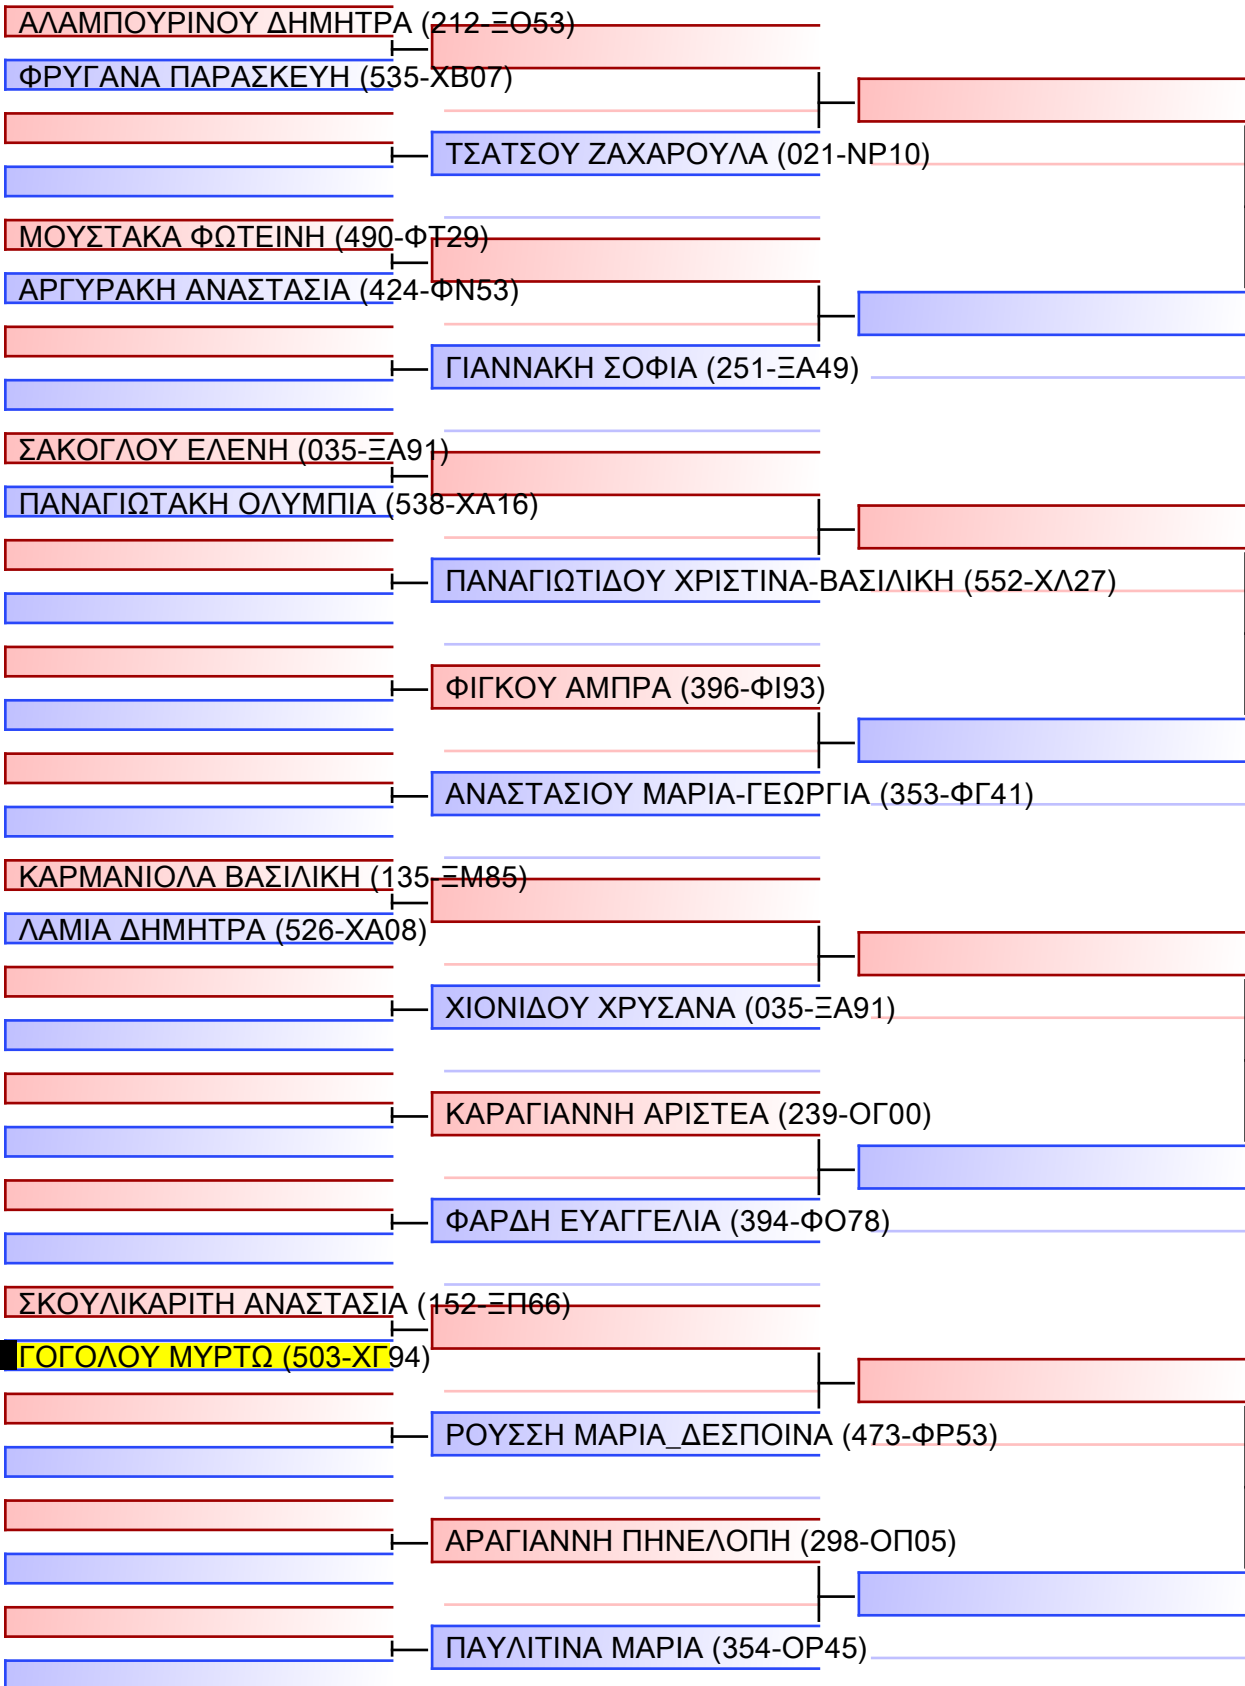 ΑΛΑΜΠΟΥΡΙΝΟΥ ΔΗΜΗΤΡΑ (212-ΞΟ53)
ΦΡΥΓΑΝΑ ΠΑΡΑΣΚΕΥΗ (535-ΧΒ07)
ΤΣΑΤΣΟΥ ΖΑΧΑΡΟΥΛΑ (021-ΝΡ10)
ΜΟΥΣΤΑΚΑ ΦΩΤΕΙΝΗ (490-ΦΤ29)
ΑΡΓΥΡΑΚΗ ΑΝΑΣΤΑΣΙΑ (424-ΦΝ53)
ΓΙΑΝΝΑΚΗ ΣΟΦΙΑ (251-ΞΑ49)
ΣΑΚΟΓΛΟΥ ΕΛΕΝΗ (035-ΞΑ91)
ΠΑΝΑΓΙΩΤΑΚΗ ΟΛΥΜΠΙΑ (538-ΧΑ16)
ΠΑΝΑΓΙΩΤΙΔΟΥ ΧΡΙΣΤΙΝΑ-ΒΑΣΙΛΙΚΗ (552-ΧΛ27)
ΦΙΓΚΟΥ ΑΜΠΡΑ (396-ΦΙ93)
ΑΝΑΣΤΑΣΙΟΥ ΜΑΡΙΑ-ΓΕΩΡΓΙΑ (353-ΦΓ41)
ΚΑΡΜΑΝΙΟΛΑ ΒΑΣΙΛΙΚΗ (135-ΞΜ85)
ΛΑΜΙΑ ΔΗΜΗΤΡΑ (526-ΧΑ08)
ΧΙΟΝΙΔΟΥ ΧΡΥΣΑΝΑ (035-ΞΑ91)
ΚΑΡΑΓΙΑΝΝΗ ΑΡΙΣΤΕΑ (239-ΟΓ00)
ΦΑΡΔΗ ΕΥΑΓΓΕΛΙΑ (394-ΦΟ78)
ΣΚΟΥΛΙΚΑΡΙΤΗ ΑΝΑΣΤΑΣΙΑ (152-ΞΠ66)
ΓΟΓΟΛΟΥ ΜΥΡΤΩ (503-ΧΓ94)
ΡΟΥΣΣΗ ΜΑΡΙΑ_ΔΕΣΠΟΙΝΑ (473-ΦΡ53)
ΑΡΑΓΙΑΝΝΗ ΠΗΝΕΛΟΠΗ (298-ΟΠ05)
ΠΑΥΛΙΤΙΝΑ ΜΑΡΙΑ (354-ΟΡ45)